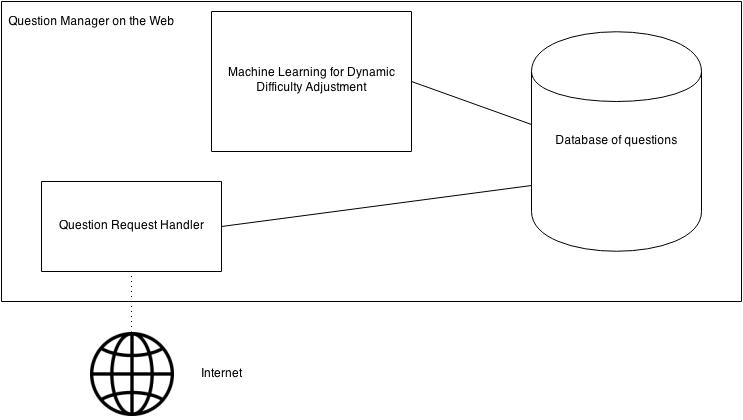 Question Manager on the Web
Machine Learning for Dynamic
Difficulty Adjustment
Database of questions
Question Request Handler
Internet